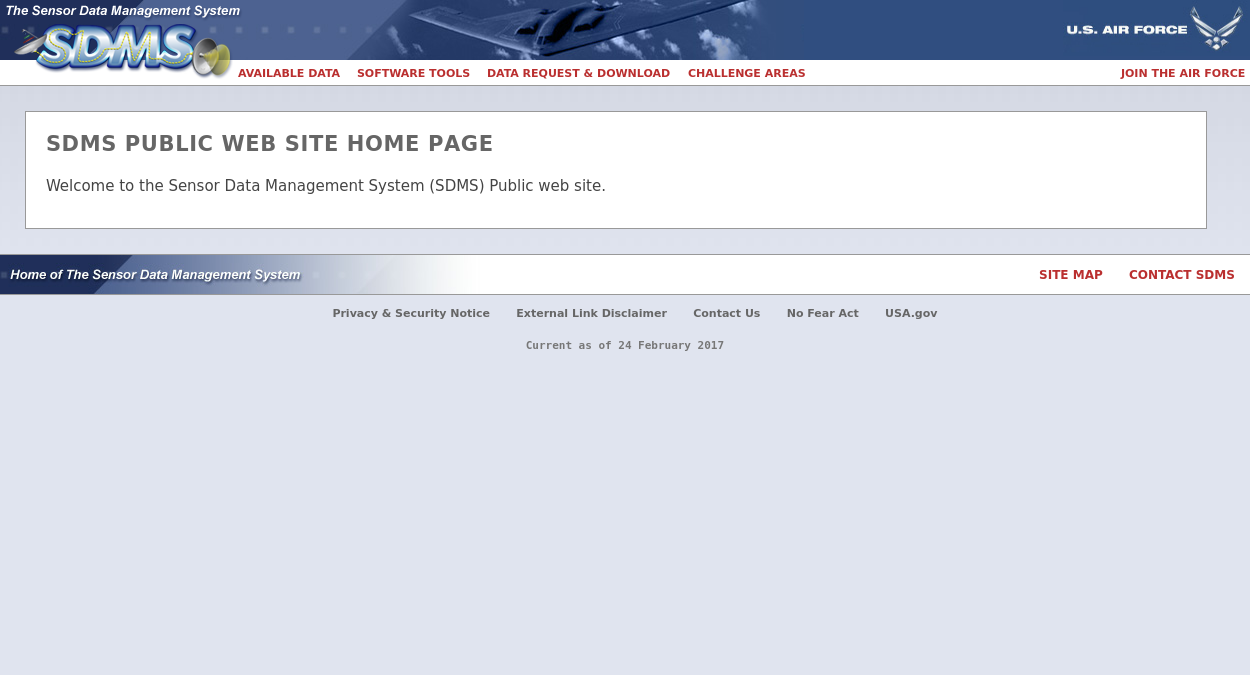 The Sensor Data Management System
SDMS
U.S. AIR FORCE
AVAILABLE DATA SOFTWARE TOOLS DATA REQUEST & DOWNLOAD CHALLENGE AREAS JOIN THE AIR FORCE
SDMS PUBLIC WEB SITE HOME PAGE
Welcome to the Sensor Data Management System (SDMS) Public web site.
Home of The Sensor Data Management System SITE MAP CONTACT SDMS
Privacy & Security Notice External Link Disclaimer Contact Us No Fear Act USA.gov
Current as of 24 February 2017